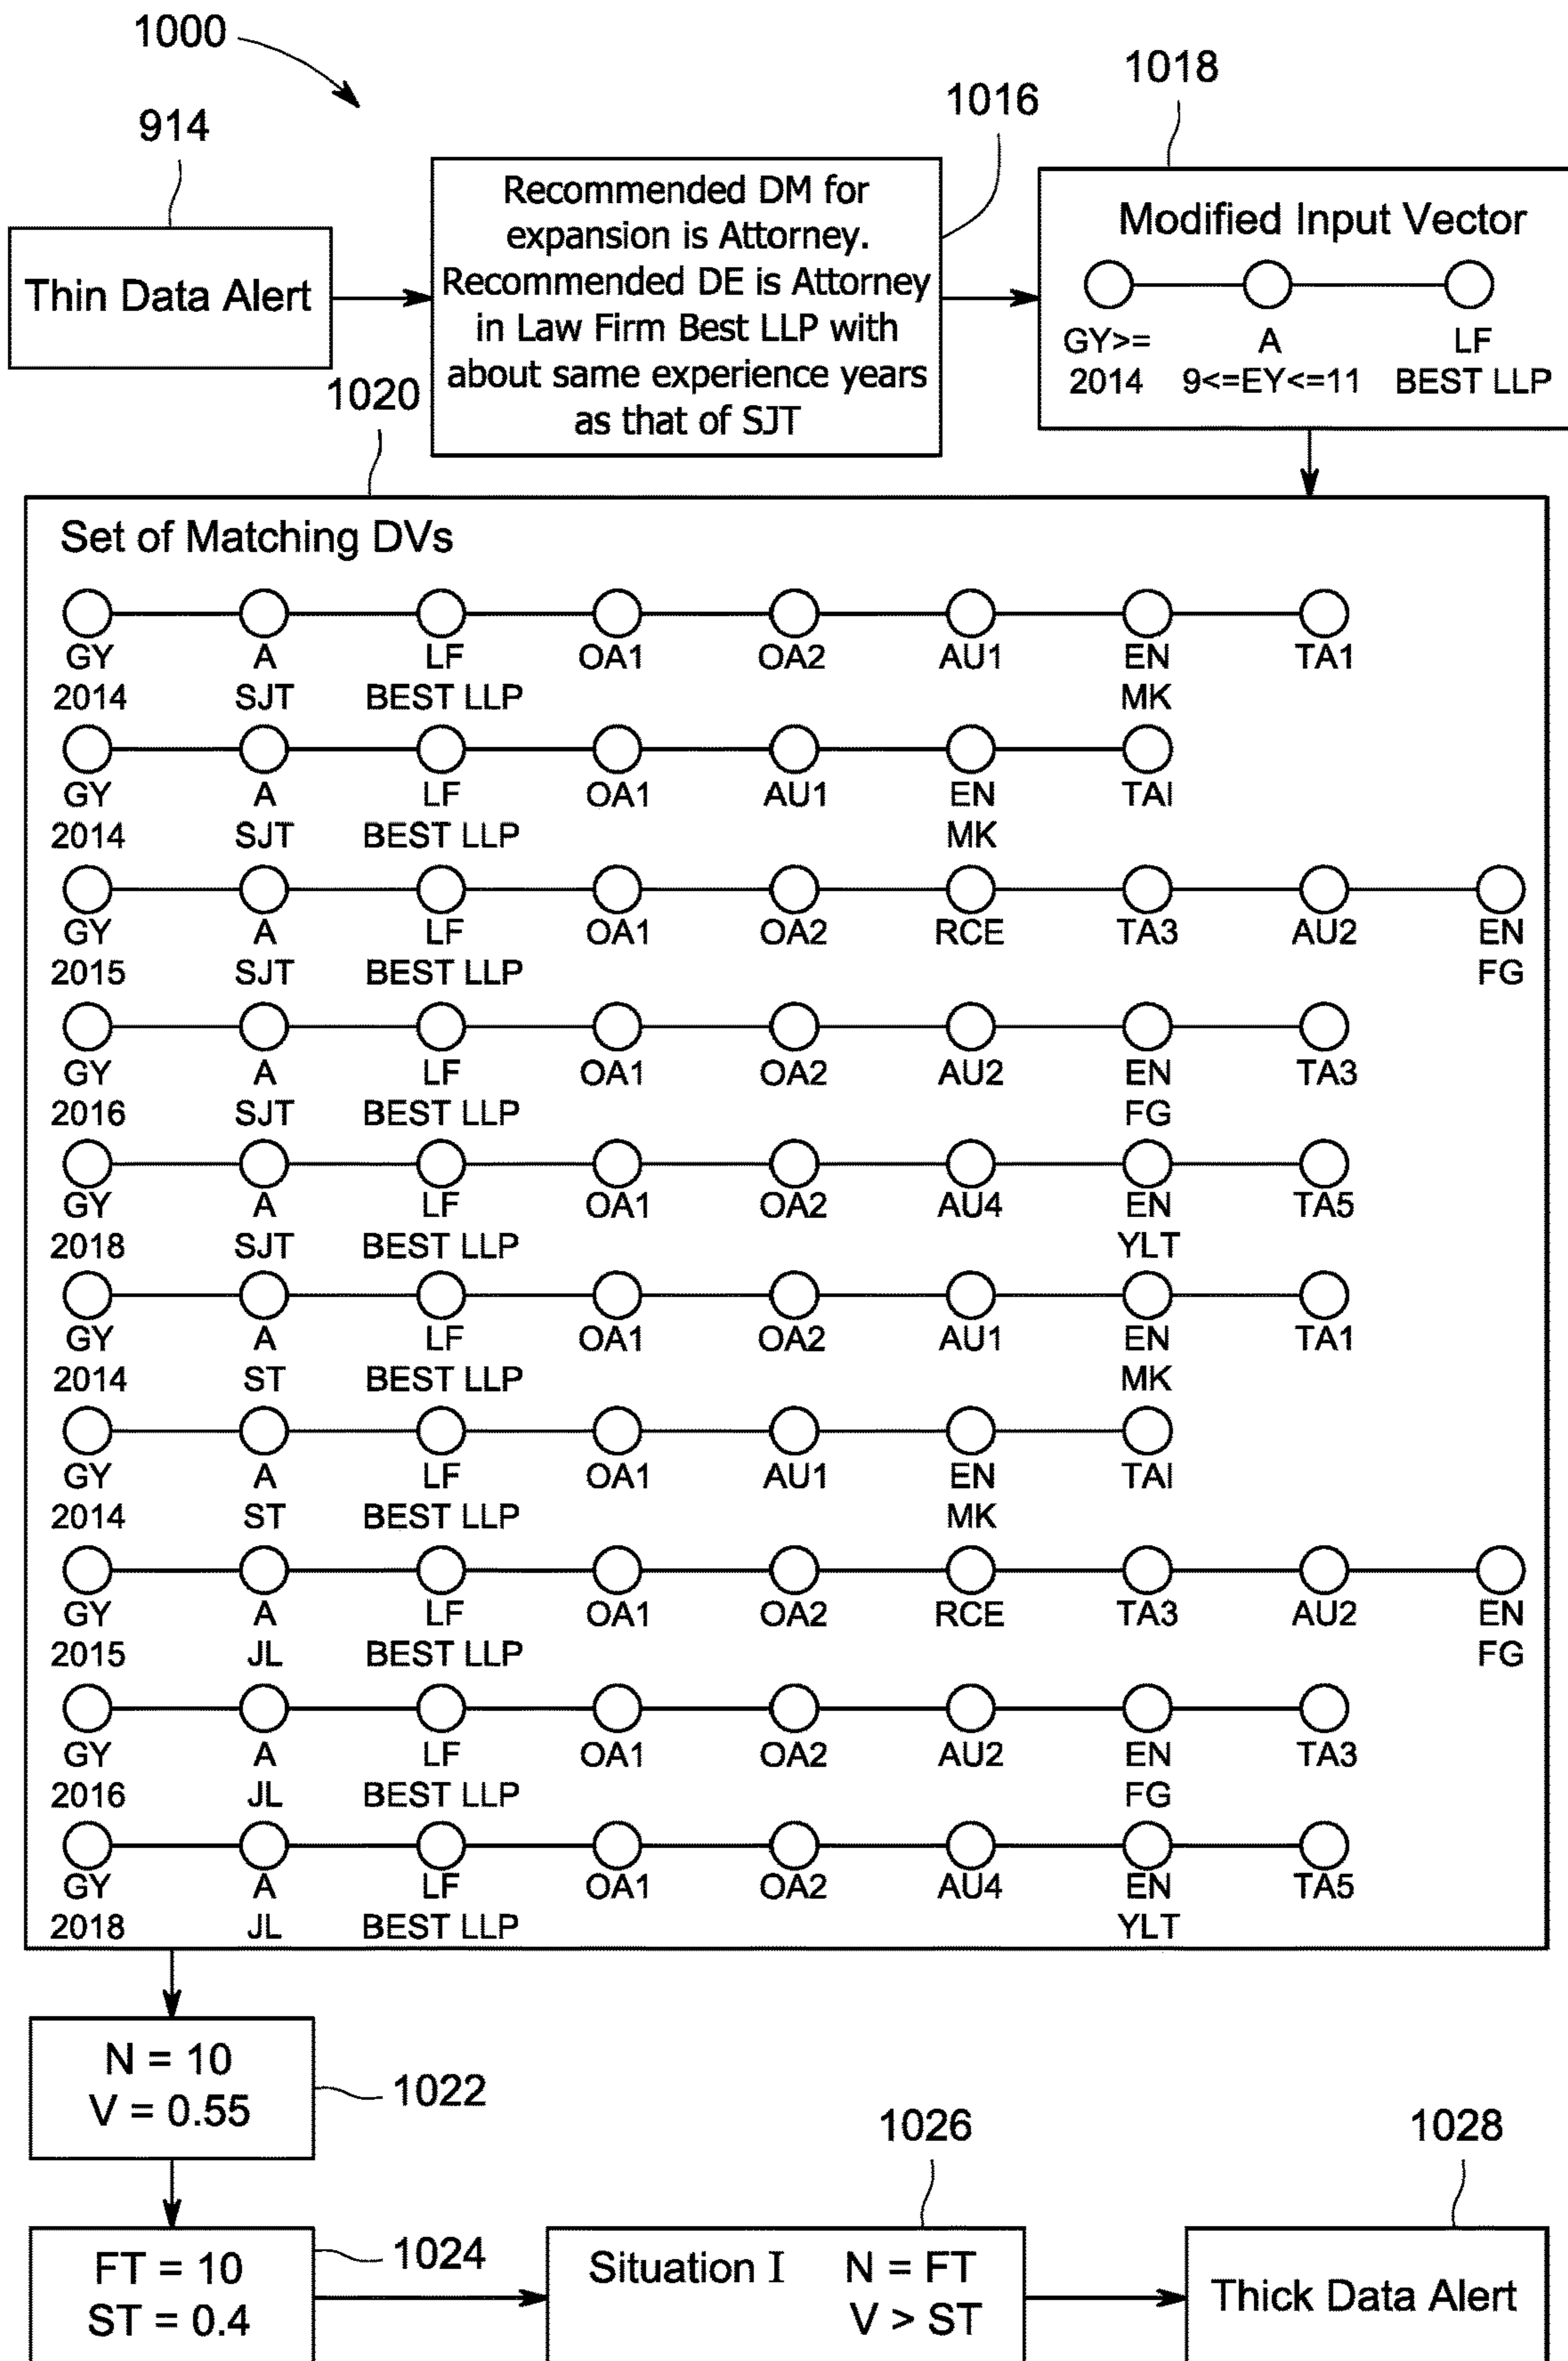 1000
914
1016
1018
Thin Data Alert
Recommended DM for
expansion is Attorney.
Recommended DE is Attorney
in Law Firm Best LLP with
about same experience years
as that of SJT
Modified Input Vector
GY>= A LF
2014 9<=EY<=11 BEST LLP
1020
Set of Matching DVs
GY A LF OA1 OA2 AU1 EN TA1
2014 SJT BEST LLP MK
GY A LF OA1 AU1 EN TAI
2014 SJT BEST LLP MK
GY A LF OA1 OA2 RCE TA3 AU2 EN
2015 SJT BEST LLP FG
GY A LF OA1 OA2 AU2 EN TA3
2016 SJT BEST LLP FG
GY A LF OA1 OA2 AU4 EN TA5
2018 SJT BEST LLP YLT
GY A LF OA1 OA2 AU1 EN TA1
2014 ST BEST LLP MK
GY A LF OA1 AU1 EN TAI
2014 ST BEST LLP MK
GY A LF OA1 OA2 RCE TA3 AU2 EN
2015 JL BEST LLP FG
GY A LF OA1 OA2 AU2 EN TA3
2016 JL BEST LLP FG
GY A LF OA1 OA2 AU4 EN TA5
2018 JL BEST LLP YLT
N = 10
V = 0.55
1022
FT = 10
ST = 0.4
1024
1026
Situation I N = FT
V > ST
1028
Thick Data Alert